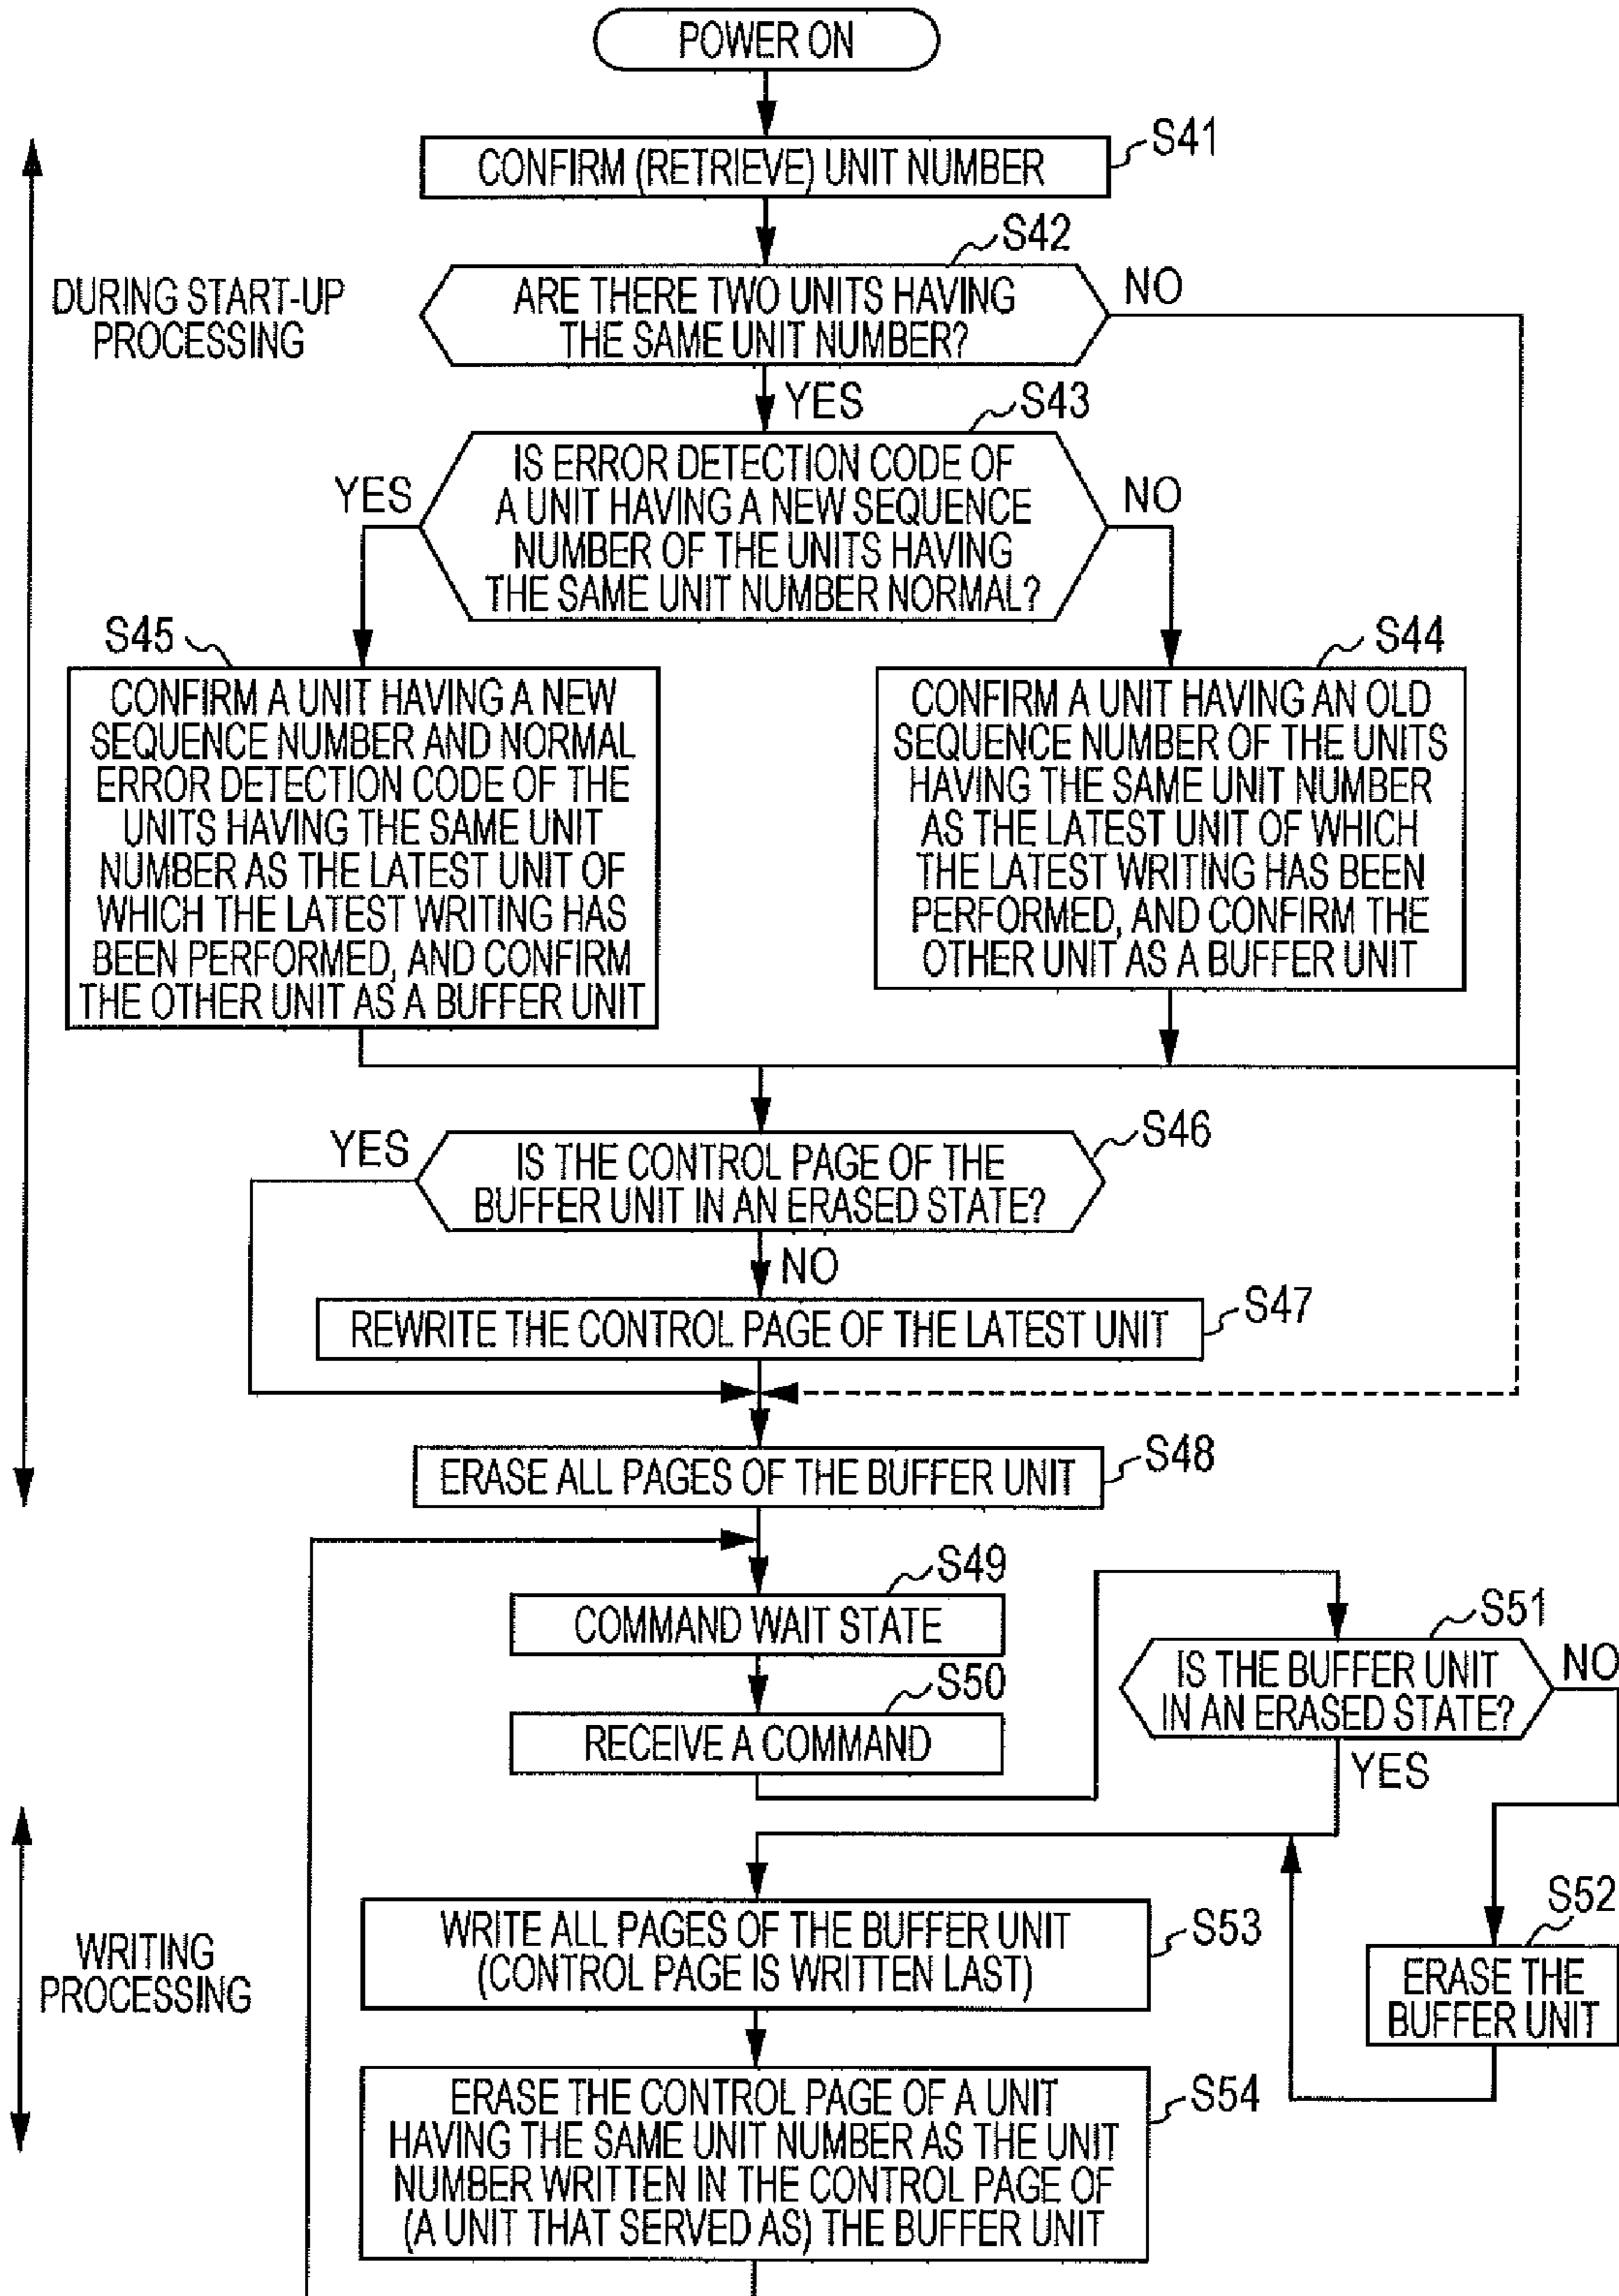 POWER ON
S41
CONFIRM (RETRIEVE) UNIT NUMBER
S42
DURING START-UP
PROCESSING
ARE THERE TWO UNITS HAVING
THE SAME UNIT NUMBER?
NO
YES
S43
IS ERROR DETECTION CODE OF
A UNIT HAVING A NEW SEQUENCE
NUMBER OF THE UNITS HAVING
THE SAME UNIT NUMBER NORMAL?
YES
NO
S45
CONFIRM A UNIT HAVING A NEW
SEQUENCE NUMBER AND NORMAL
ERROR DETECTION CODE OF THE
UNITS HAVING THE SAME UNIT
NUMBER AS THE LATEST UNIT OF
WHICH THE LATEST WRITING HAS
BEEN PERFORMED, AND CONFIRM
THE OTHER UNIT AS A BUFFER UNIT
S44
CONFIRM A UNIT HAVING AN OLD
SEQUENCE NUMBER OF THE UNITS
HAVING THE SAME UNIT NUMBER
AS THE LATEST UNIT OF WHICH
THE LATEST WRITING HAS BEEN
PERFORMED, AND CONFIRM THE
OTHER UNIT AS A BUFFER UNIT
YES
S46
IS THE CONTROL PAGE OF THE
BUFFER UNIT IN AN ERASED STATE?
NO
S47
REWRITE THE CONTROL PAGE OF THE LATEST UNIT
S48
ERASE ALL PAGES OF THE BUFFER UNIT
S49
COMMAND WAIT STATE
S50
RECEIVE A COMMAND
S51
IS THE BUFFER UNIT
IN AN ERASED STATE?
NO
YES
S52
ERASE THE
BUFFER UNIT
WRITING
PROCESSING
S53
WRITE ALL PAGES OF THE BUFFER UNIT
(CONTROL PAGE IS WRITTEN LAST)
S54
ERASE THE CONTROL PAGE OF A UNIT
HAVING THE SAME UNIT NUMBER AS THE UNIT
NUMBER WRITTEN IN THE CONTROL PAGE OF
(A UNIT THAT SERVED AS) THE BUFFER UNIT